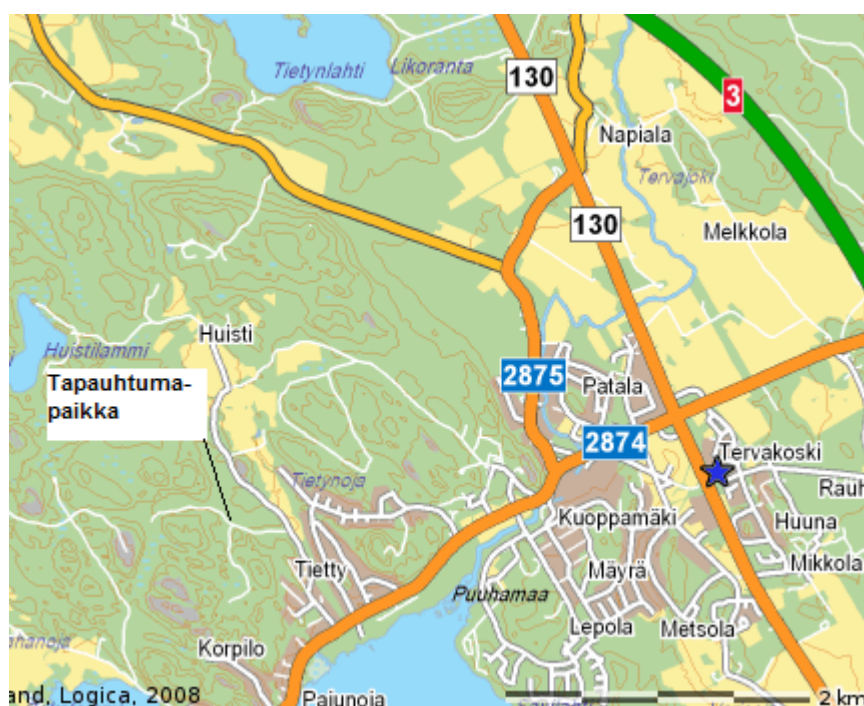 Tietynlahti
Likoranta
130
3
Napiala
Tervajoki
130
Melkkola
Huisti
Huistilammi
Tapauhtuma-
paikka
2875
Patala
2874
Tervakoski
Tietynoja
Rauh
Kuoppamäki
Huuna
Tietty
Mäyrä
Mikkola
Puuhamaa
Lepola
Metsola
Korpilo
ahanoja
and, Logica, 2008
Pajunoja
2 km